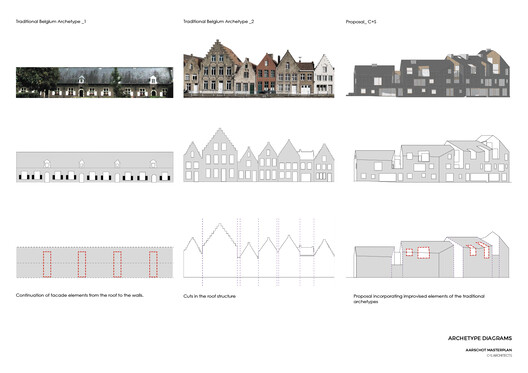 Traditional Belgium Archetype _1
Traditional Belgium Archetype _2
Proposal_ C+S
Continuation of facade elements from the roof to the walls.
Cuts in the roof structure
Proposal incorporating improvised elements of the traditional
archetypes
ARCHETYPE DIAGRAMS
AARSCHOT MASTERPLAN
C+S ARCHITECTS